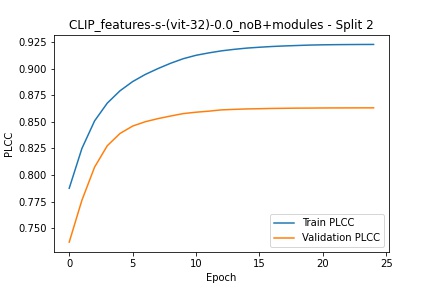 CLIP_features-s-(vit-32)-0.0_noB+modules - Split 2
PLCC
0.925
0.900
0.875
0.850
0.825
0.800
0.775
0.750
Train PLCC
Validation PLCC
0 5 10 15 20 25
Epoch